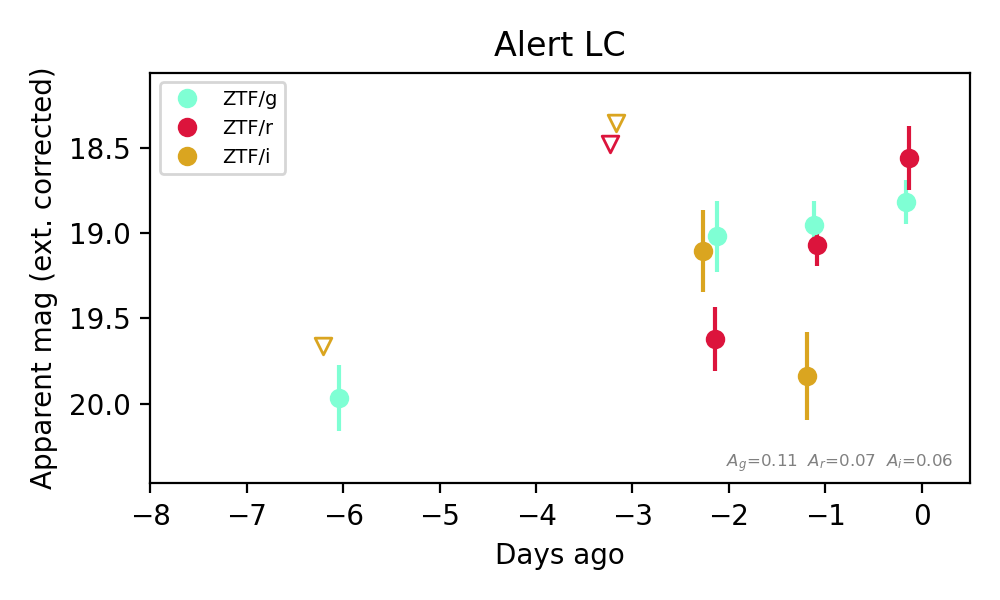 Alert LC
ZTF/g
ZTF/r
ZTF/i
Apparent mag (ext. corrected)
18.5
19.0
19.5
20.0
A_g=0.11 A_r=0.07 A_i=0.06
−8 −7 −6 −5 −4 −3 −2 −1 0
Days ago